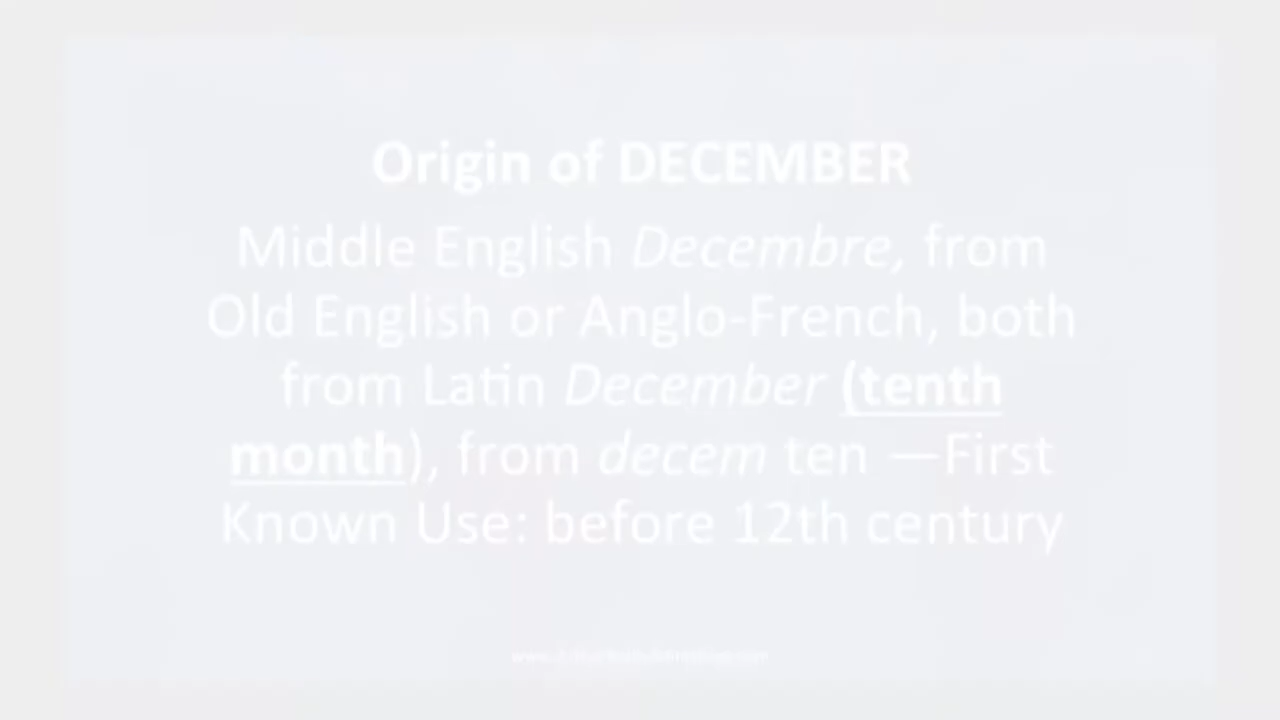 Origin of DECEMBER
Middle English Decembre, from
Old English or Anglo-French, both
from Latin December (tenth
month), from decem ten —First
Known Use: before 12th century